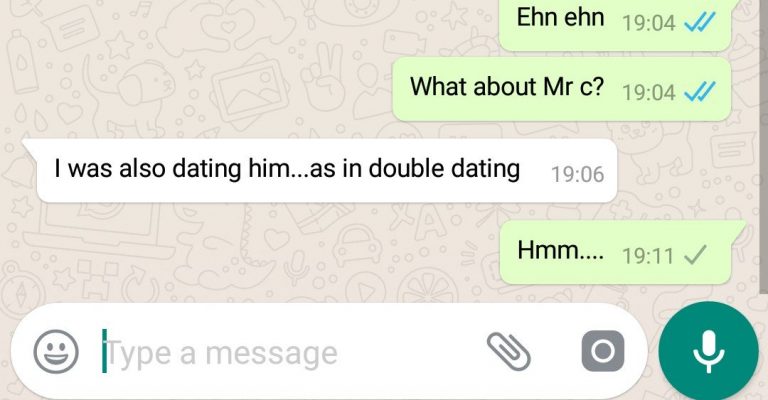 Ehn ehn 19:04
What about Mr c? 19:04
I was also dating him...as in double dating 19:06
Hmm.... 19:11
Type a message